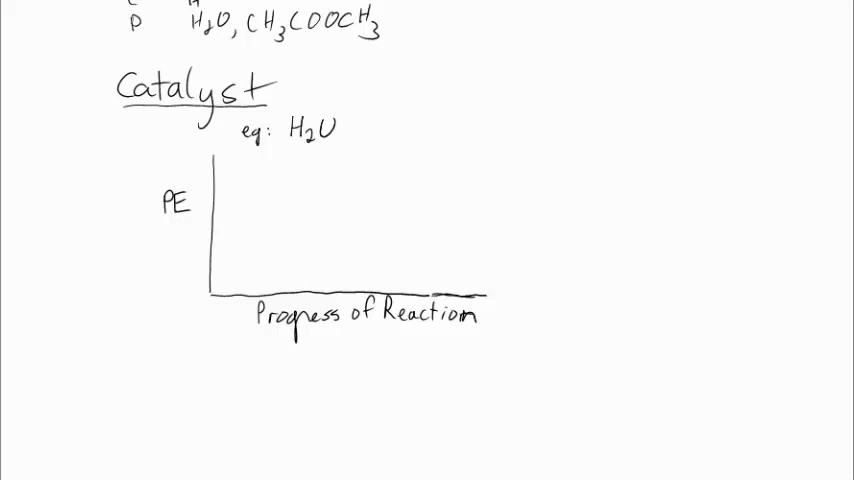 P H₂O, CH₃COOCH₃
Catalyst
eg: H₂O
PE
Progress of Reaction